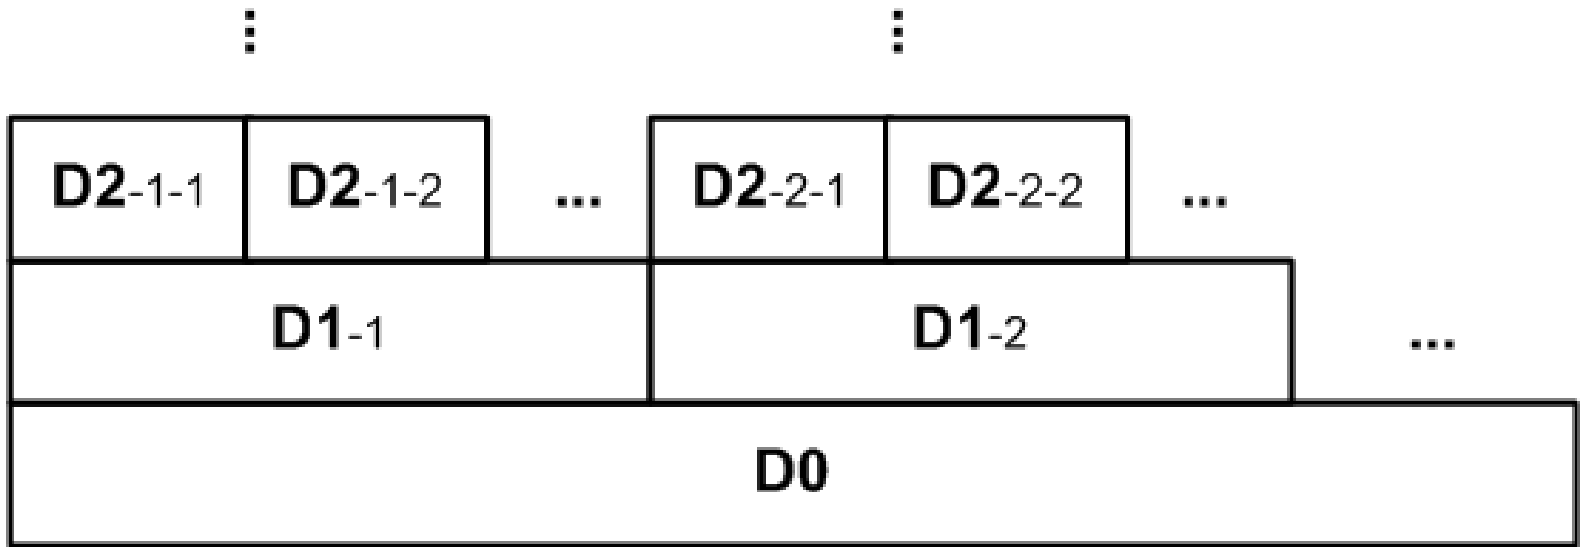 ⋮ ⋮
D2-1-1 D2-1-2 ... D2-2-1 D2-2-2 ...
D1-1 D1-2 ...
D0